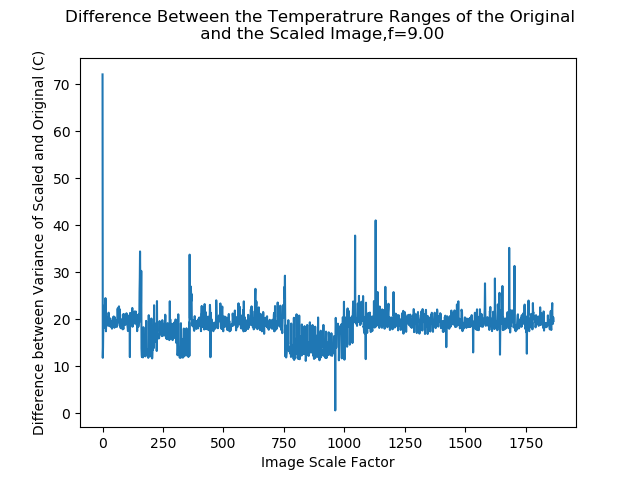 Difference Between the Temperatrure Ranges of the Original
and the Scaled Image,f=9.00
Difference between Variance of Scaled and Original (C)
70
60
50
40
30
20
10
0
0 250 500 750 1000 1250 1500 1750
Image Scale Factor